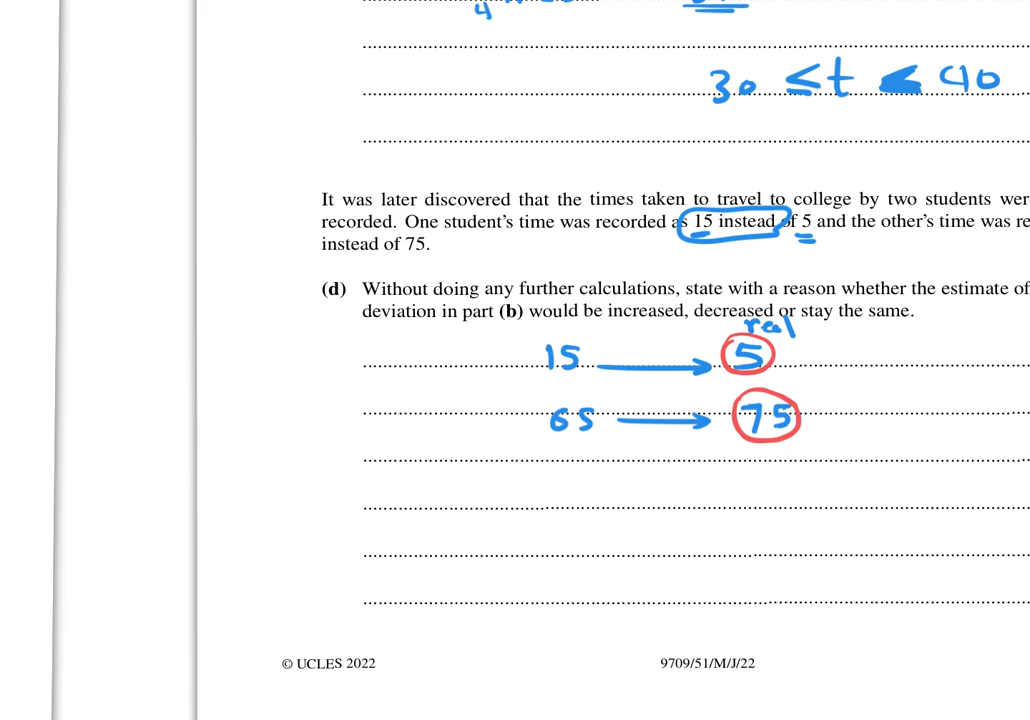 4
30 ≤ t < 40
It was later discovered that the times taken to travel to college by two students wer
recorded. One student's time was recorded as 15 instead of 5 and the other's time was re
instead of 75.
(d) Without doing any further calculations, state with a reason whether the estimate of
deviation in part (b) would be increased, decreased or stay the same.
real
15 → 5
65 → 75
© UCLES 2022 9709/51/M/J/22